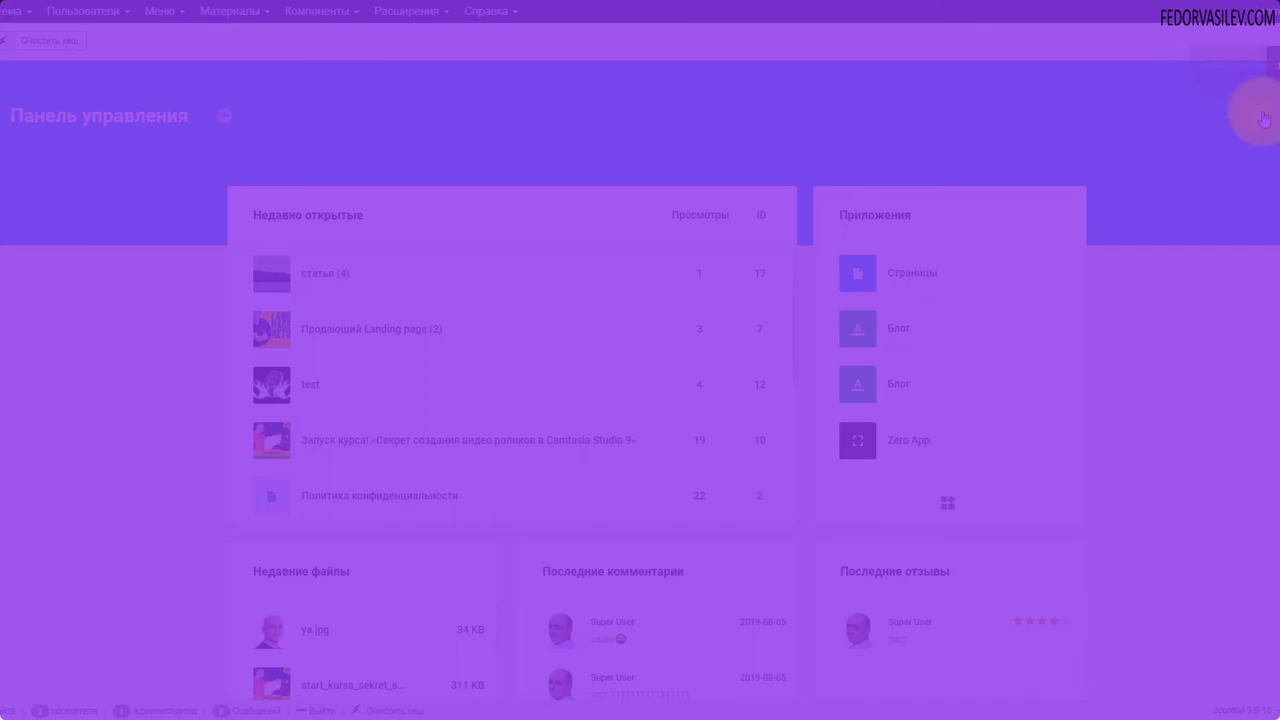 Пользователи Меню Материалы Компоненты Расширения Справка
FEDORVASILEV.COM
Очистить кэш
Панель управления
Недавно открытые Просмотры ID
статья (4) 1 17
Продающий Landing page (2) 3 7
test 4 12
Запуск курса! «Секрет создания видео роликов в Camtasia Studio 9» 19 10
Политика конфиденциальности 22 2
Приложения
Страницы
Блог
Блог
Zero App
Недавние файлы
ya.jpg 34 KB
start_kursa_sekret_s... 311 KB
Последние комментарии
Super User 2019-08-05
Super User 2019-08-05
Последние отзывы
Super User
тест
Администратор Сообщений Выйти Очистить кэш